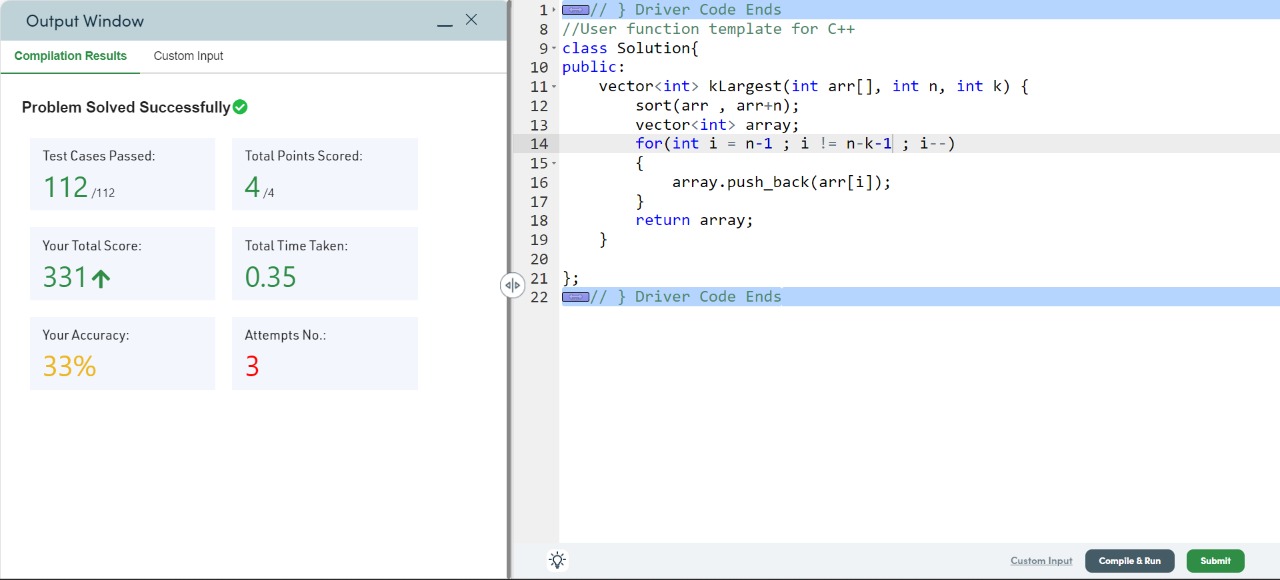 Output Window
Compilation Results Custom Input
Problem Solved Successfully
Test Cases Passed:
112 /112
Total Points Scored:
4 /4
Your Total Score:
331
Total Time Taken:
0.35
Your Accuracy:
33%
Attempts No.:
3
1 // } Driver Code Ends
8 //User function template for C++
9 class Solution{
10 public:
11     vector<int> kLargest(int arr[], int n, int k) {
12         sort(arr , arr+n);
13         vector<int> array;
14         for(int i = n-1 ; i != n-k-1 ; i--)
15         {
16             array.push_back(arr[i]);
17         }
18         return array;
19     }
20
21 };
22 // } Driver Code Ends
Custom Input Compile & Run Submit